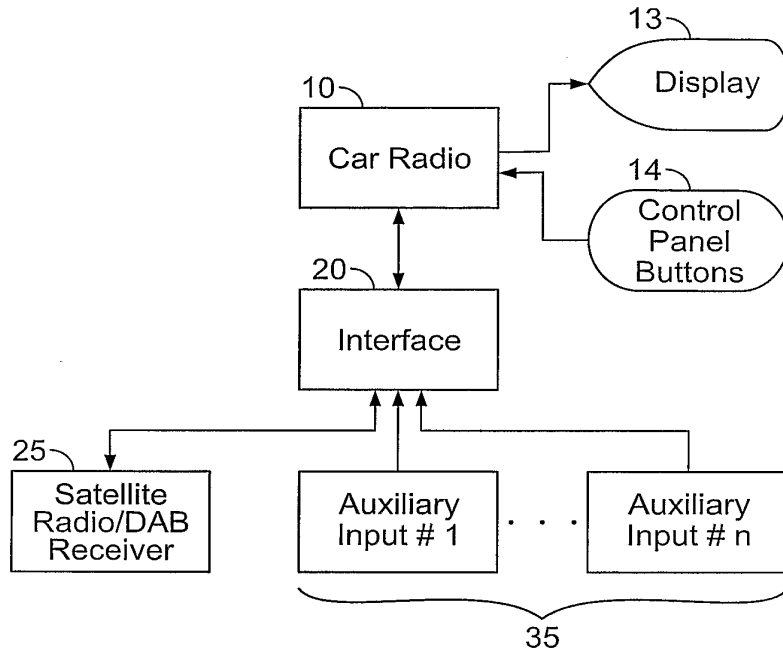 13
Display
10
Car Radio
14
Control
Panel
Buttons
20
Interface
25
Satellite
Radio/DAB
Receiver
Auxiliary
Input # 1
. . .
Auxiliary
Input # n
35